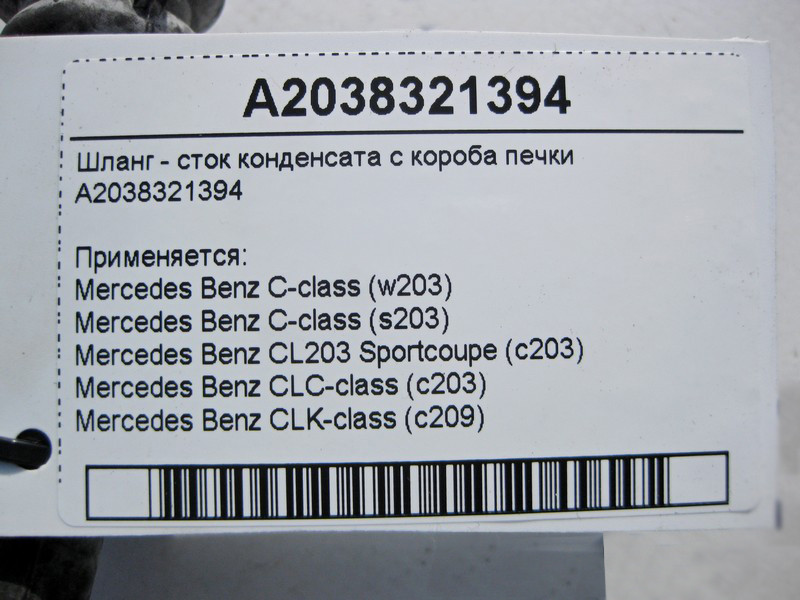 A2038321394
Шланг - сток конденсата с короба печки
A2038321394
Применяется:
Mercedes Benz C-class (w203)
Mercedes Benz C-class (s203)
Mercedes Benz CL203 Sportcoupe (c203)
Mercedes Benz CLC-class (c203)
Mercedes Benz CLK-class (c209)